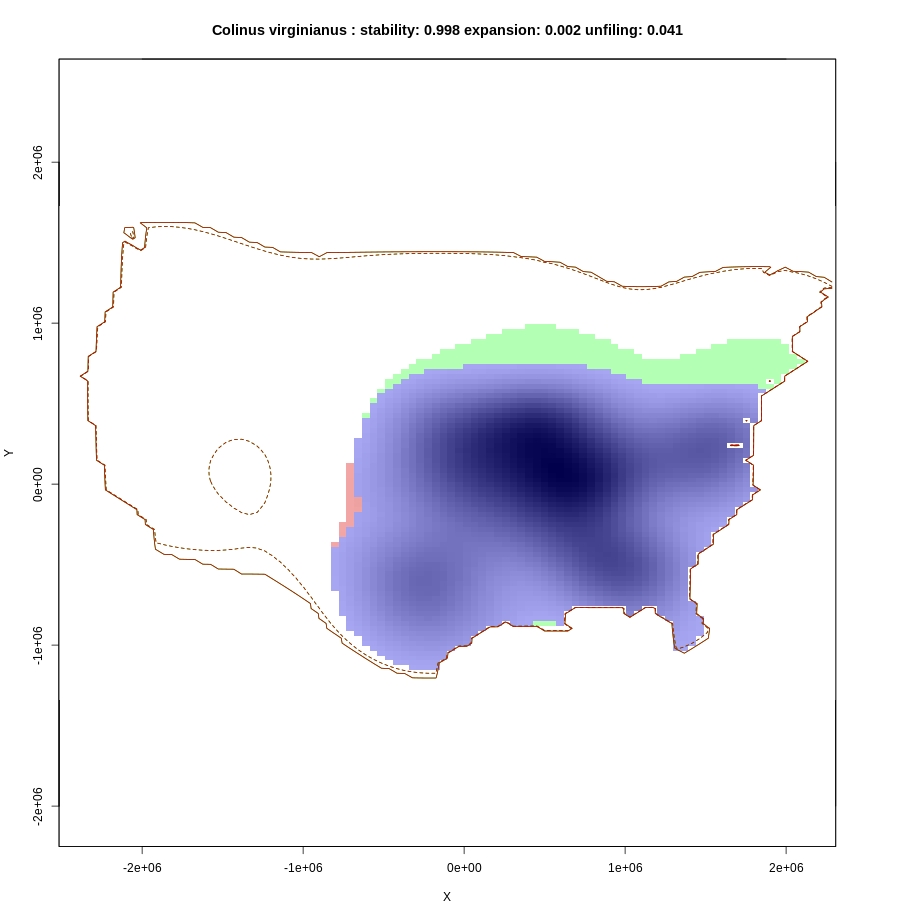 Colinus virginianus : stability: 0.998 expansion: 0.002 unfiling: 0.041
2e+06
1e+06
0e+00
-1e+06
-2e+06
Y
-2e+06 -1e+06 0e+00 1e+06 2e+06
X